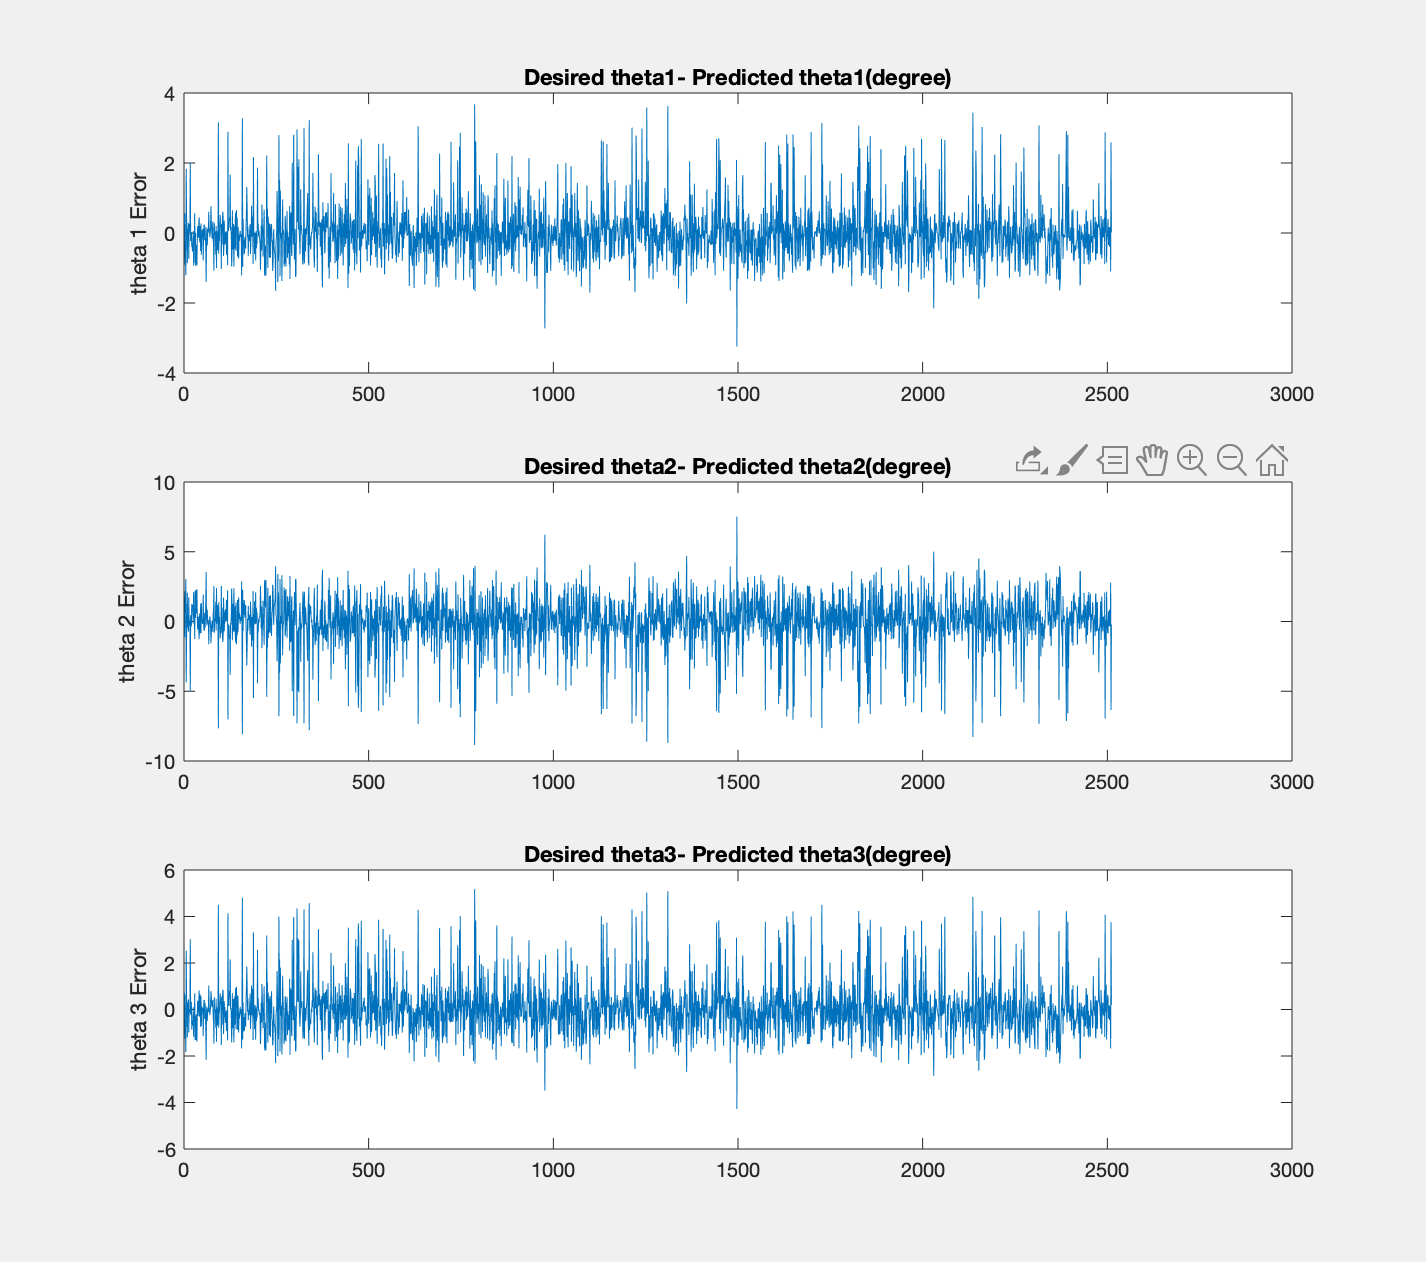 Desired theta1- Predicted theta1(degree)
4
2
0
-2
-4
theta 1 Error
0 500 1000 1500 2000 2500 3000
Desired theta2- Predicted theta2(degree)
10
5
0
-5
-10
theta 2 Error
0 500 1000 1500 2000 2500 3000
Desired theta3- Predicted theta3(degree)
6
4
2
0
-2
-4
-6
theta 3 Error
0 500 1000 1500 2000 2500 3000